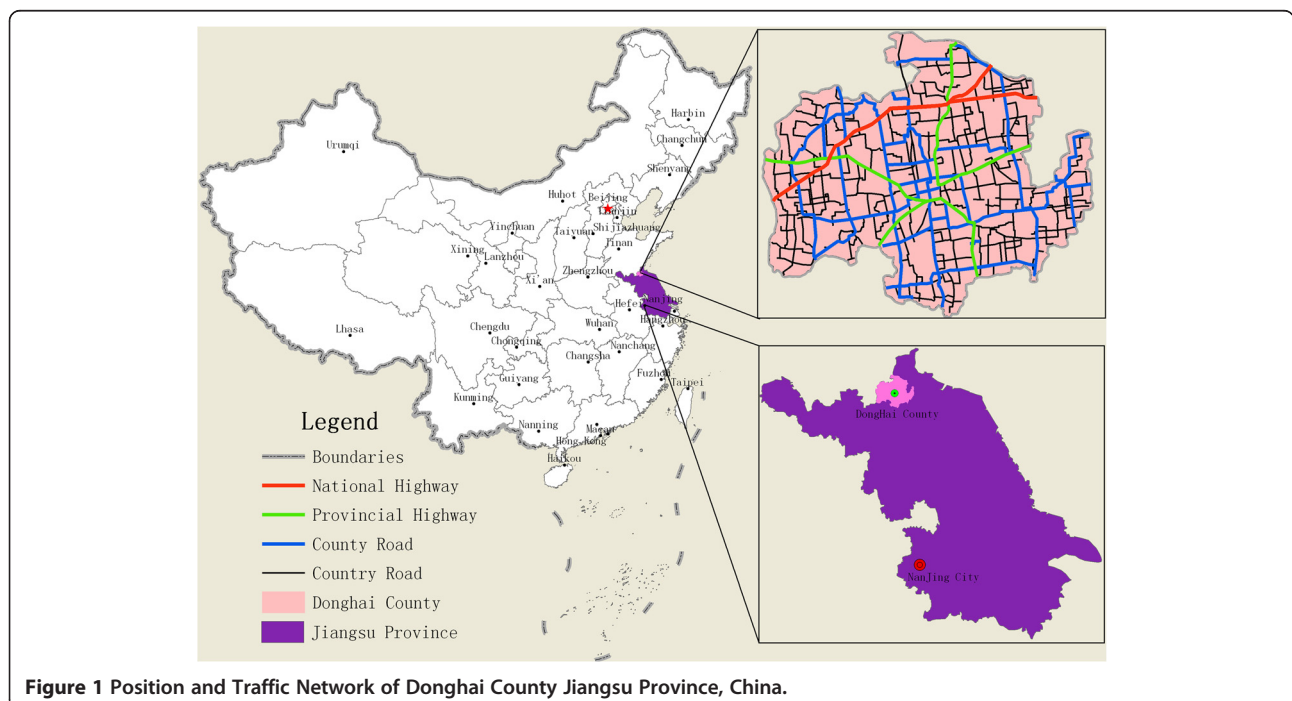 Harbin
Changchun
Shenyang
Urumqi
Huhot
Beijing
Tianjin
Yinchuan
Taiyuan
Shijiazhuang
Jinan
Xining
Lanzhou
Zhengzhou
Xi'an
Nanjing
Hefei
Hangzhou
Lhasa
Chengdu
Wuhan
Chongqing
Nanchang
Changsha
Guiyang
Fuzhou
Taipei
Kunming
Nanning
Macau
Hong Kong
Haikou
Legend
Boundaries
National Highway
Provincial Highway
County Road
Country Road
Donghai County
Jiangsu Province
DongHai County
NanJing City
Figure 1 Position and Traffic Network of Donghai County Jiangsu Province, China.